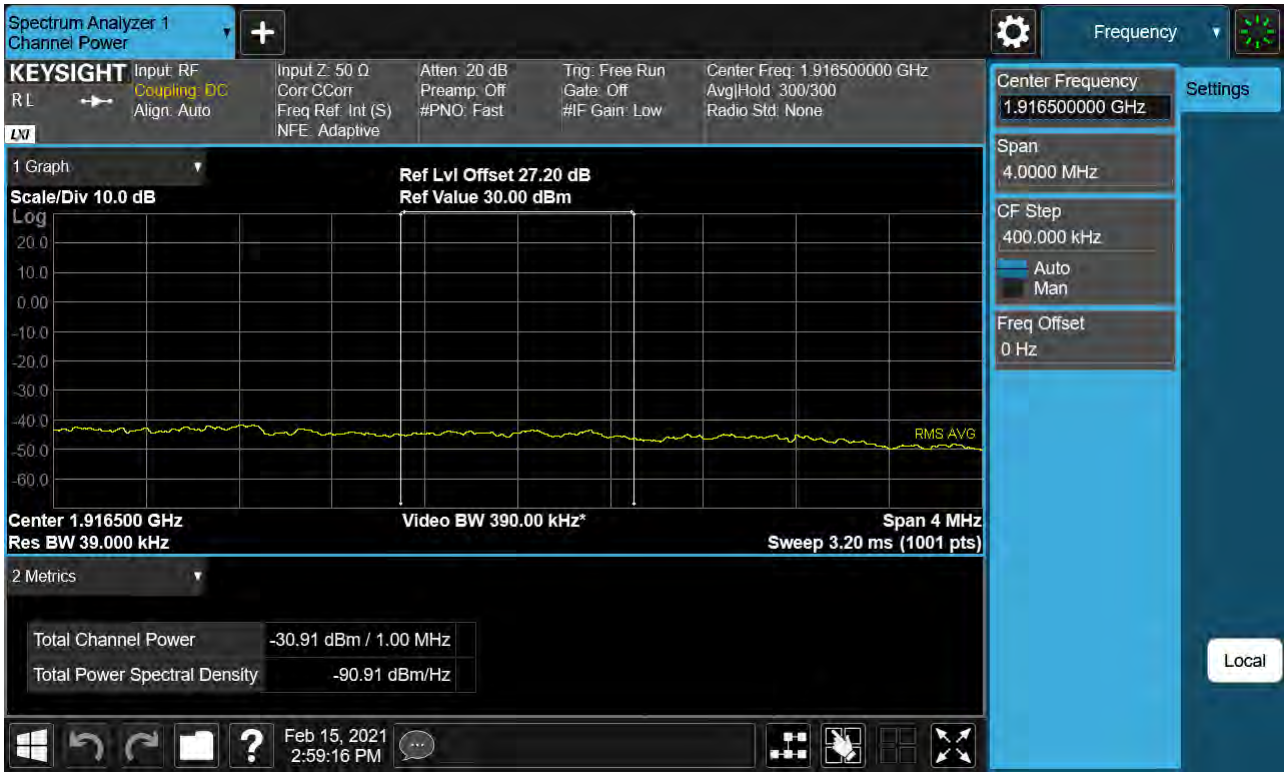 Spectrum Analyzer 1
Channel Power
+
Frequency
KEYSIGHT
RL
LXI
Input: RF
Coupling: DC
Align: Auto
Input Z: 50 Ω
Corr CCorr
Freq Ref: Int (S)
NFE: Adaptive
Atten: 20 dB
Preamp: Off
#PNO: Fast
Trig: Free Run
Gate: Off
#IF Gain: Low
Center Freq: 1.916500000 GHz
Avg|Hold: 300/300
Radio Std: None
Center Frequency
1.916500000 GHz
Settings
Span
4.0000 MHz
CF Step
400.000 kHz
Auto
Man
Freq Offset
0 Hz
1 Graph
Scale/Div 10.0 dB
Ref Lvl Offset 27.20 dB
Ref Value 30.00 dBm
Log
20.0
10.0
0.00
-10.0
-20.0
-30.0
-40.0
-50.0
-60.0
RMS AVG
Center 1.916500 GHz
Res BW 39.000 kHz
Video BW 390.00 kHz*
Span 4 MHz
Sweep 3.20 ms (1001 pts)
2 Metrics
Total Channel Power -30.91 dBm / 1.00 MHz
Total Power Spectral Density -90.91 dBm/Hz
Local
?
Feb 15, 2021
2:59:16 PM